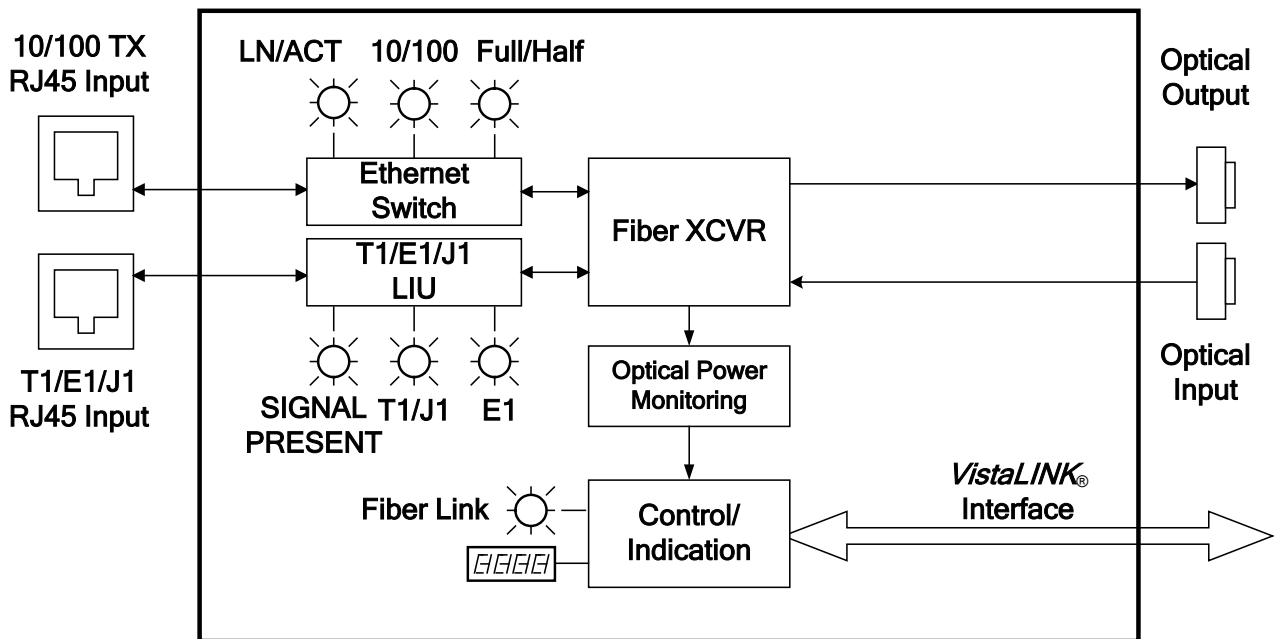 10/100 TX
RJ45 Input
LN/ACT
10/100
Full/Half
Optical
Output
Ethernet
Switch
Fiber XCVR
T1/E1/J1
LIU
T1/E1/J1
RJ45 Input
SIGNAL
PRESENT
T1/J1
E1
Optical Power
Monitoring
Optical
Input
Fiber Link
Control/
Indication
VistaLINK®
Interface